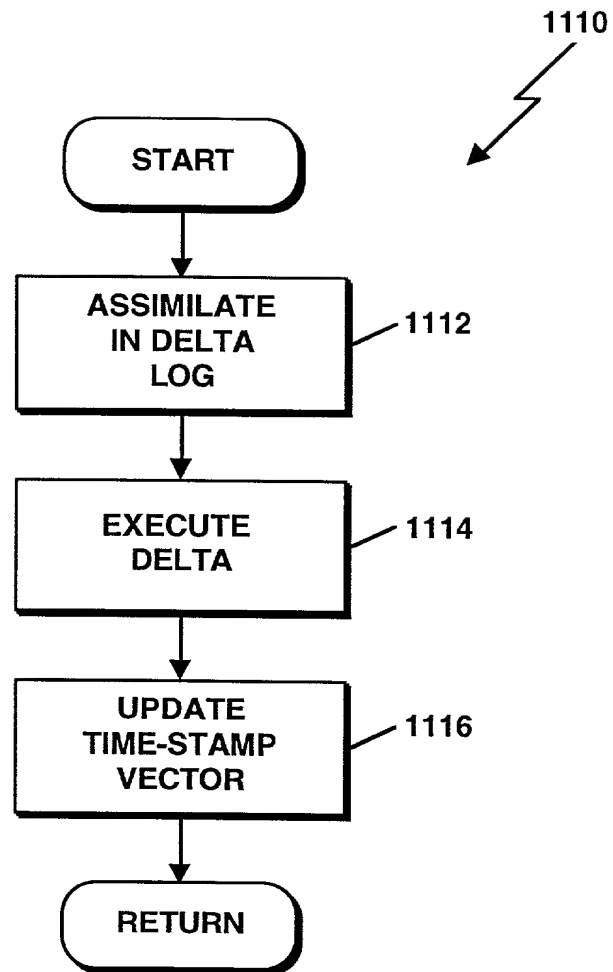 1110
START
ASSIMILATE
IN DELTA
LOG
1112
EXECUTE
DELTA
1114
UPDATE
TIME-STAMP
VECTOR
1116
RETURN